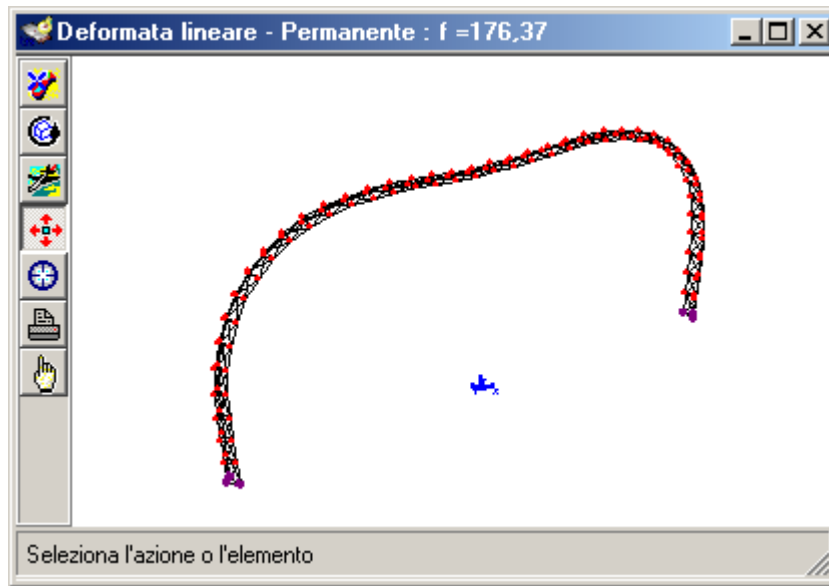 Deformata lineare - Permanente : f =176,37
x
Seleziona l'azione o l'elemento